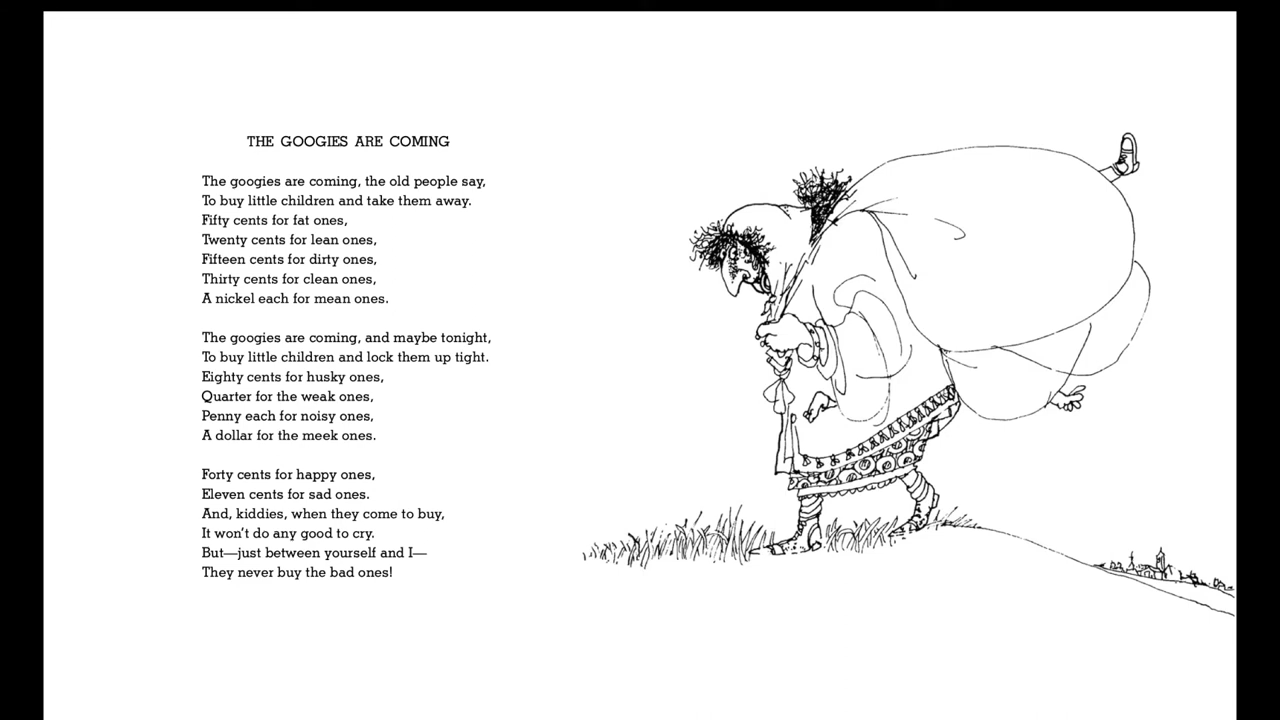 THE GOOGIES ARE COMING
The googies are coming, the old people say,
To buy little children and take them away.
Fifty cents for fat ones,
Twenty cents for lean ones,
Fifteen cents for dirty ones,
Thirty cents for clean ones,
A nickel each for mean ones.
The googies are coming, and maybe tonight,
To buy little children and lock them up tight.
Eighty cents for husky ones,
Quarter for the weak ones,
Penny each for noisy ones,
A dollar for the meek ones.
Forty cents for happy ones,
Eleven cents for sad ones.
And, kiddies, when they come to buy,
It won't do any good to cry.
But—just between yourself and I—
They never buy the bad ones!